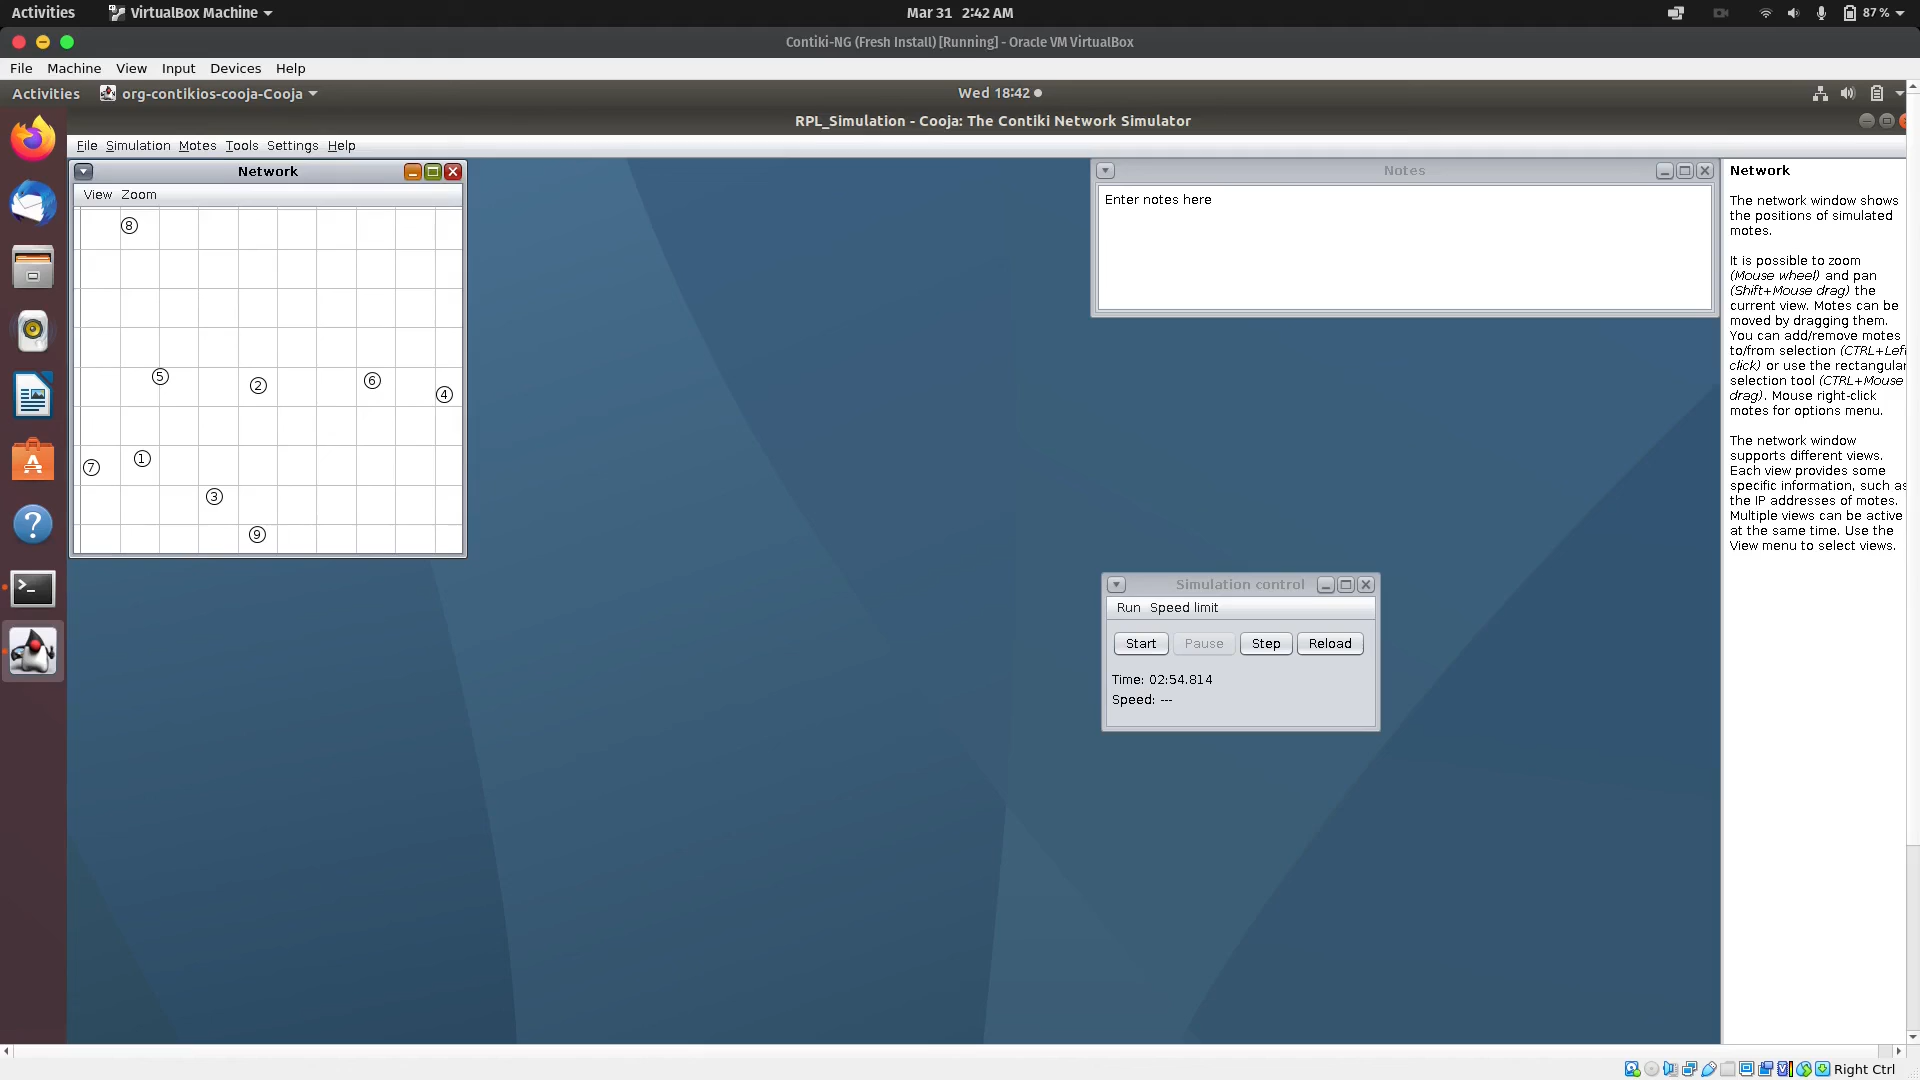 Activities VirtualBox Machine Mar 31 2:42 AM 87 %
Contiki-NG (Fresh Install) [Running] - Oracle VM VirtualBox
File Machine View Input Devices Help
Activities org-contikios-cooja-Cooja Wed 18:42
RPL_Simulation - Cooja: The Contiki Network Simulator
File Simulation Motes Tools Settings Help
Network
View Zoom
8
5
2
6
4
7
1
3
9
Notes
Enter notes here
Simulation control
Run Speed limit
Start Pause Step Reload
Time: 02:54.814
Speed: ---
Network
The network window shows
the positions of simulated
motes.
It is possible to zoom
(Mouse wheel) and pan
(Shift+Mouse drag) the
current view. Motes can be
moved by dragging them.
You can add/remove motes
to/from selection (CTRL+Left
click) or use the rectangular
selection tool (CTRL+Mouse
drag). Mouse right-click
motes for options menu.
The network window
supports different views.
Each view provides some
specific information, such as
the IP addresses of motes.
Multiple views can be active
at the same time. Use the
View menu to select views.
Right Ctrl